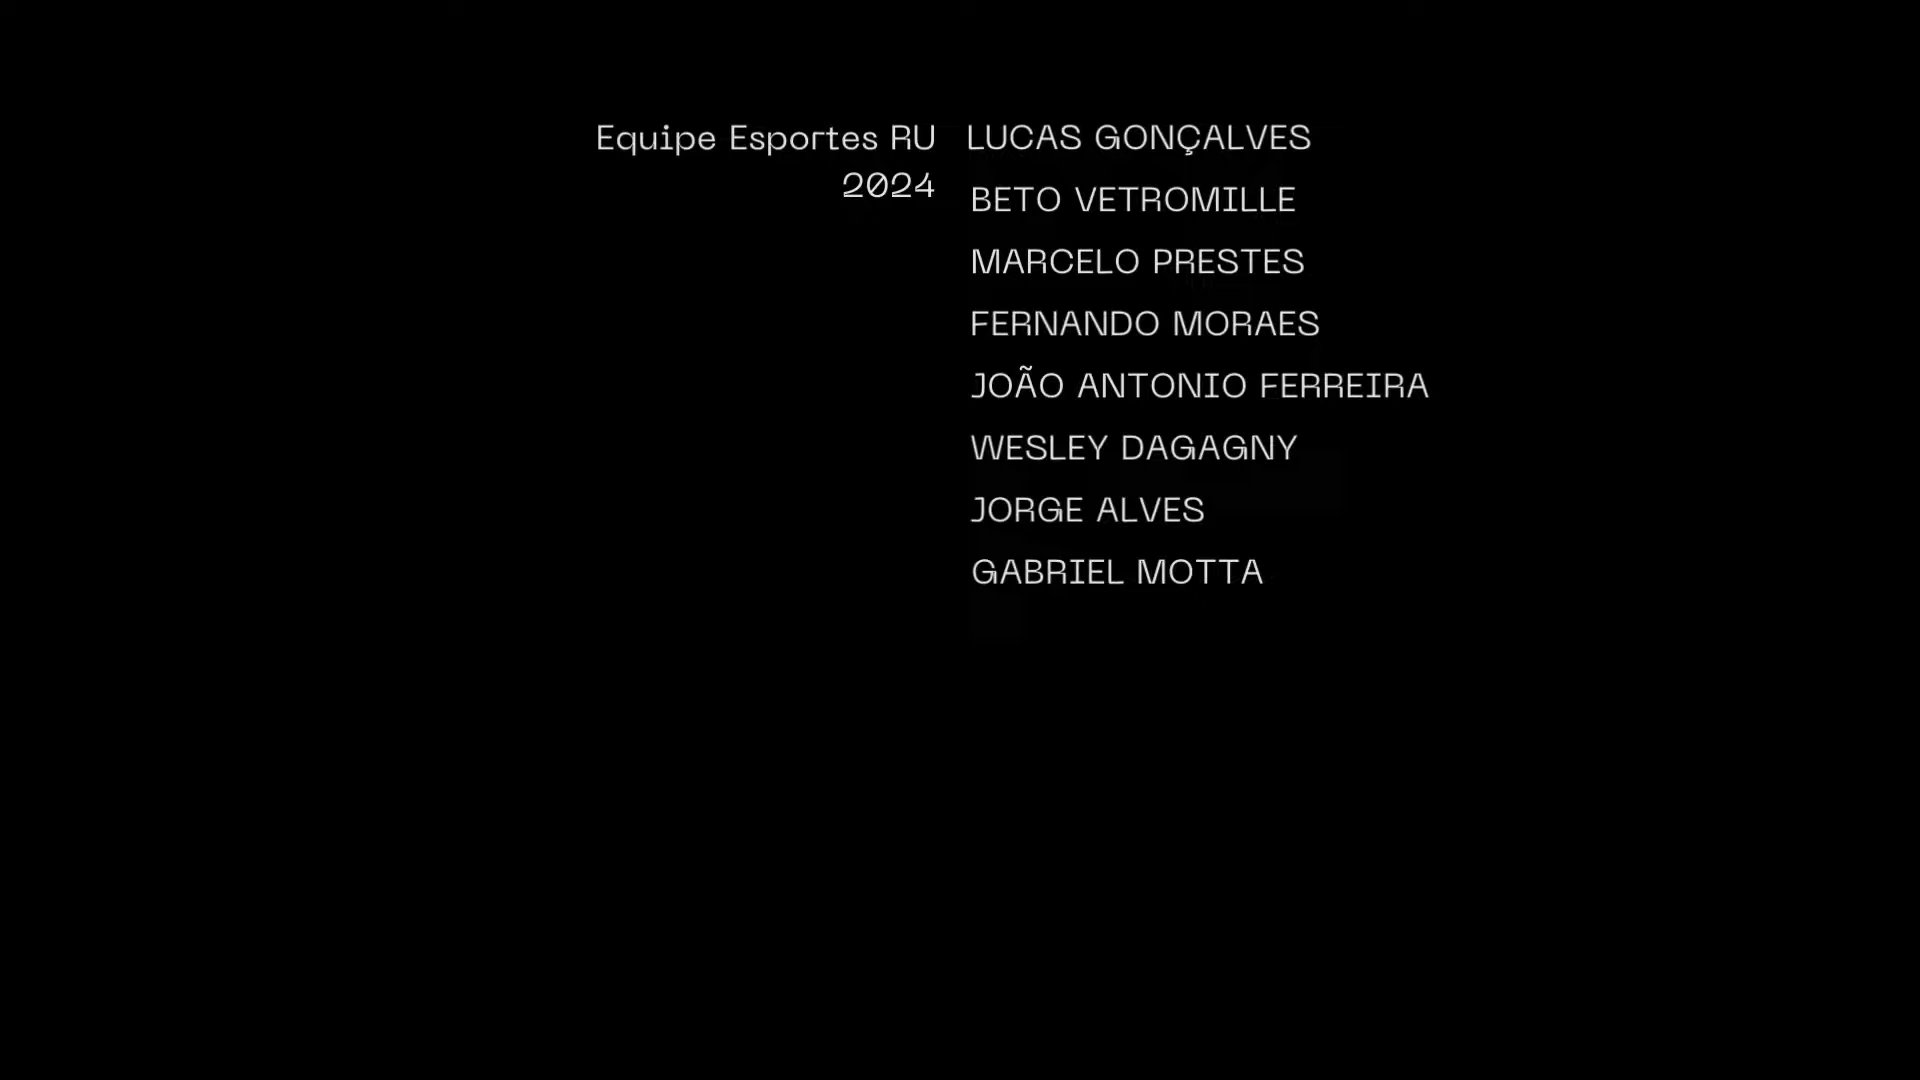 Equipe Esportes RU
2024
LUCAS GONÇALVES
BETO VETROMILLE
MARCELO PRESTES
FERNANDO MORAES
JOÃO ANTONIO FERREIRA
WESLEY DAGAGNY
JORGE ALVES
GABRIEL MOTTA